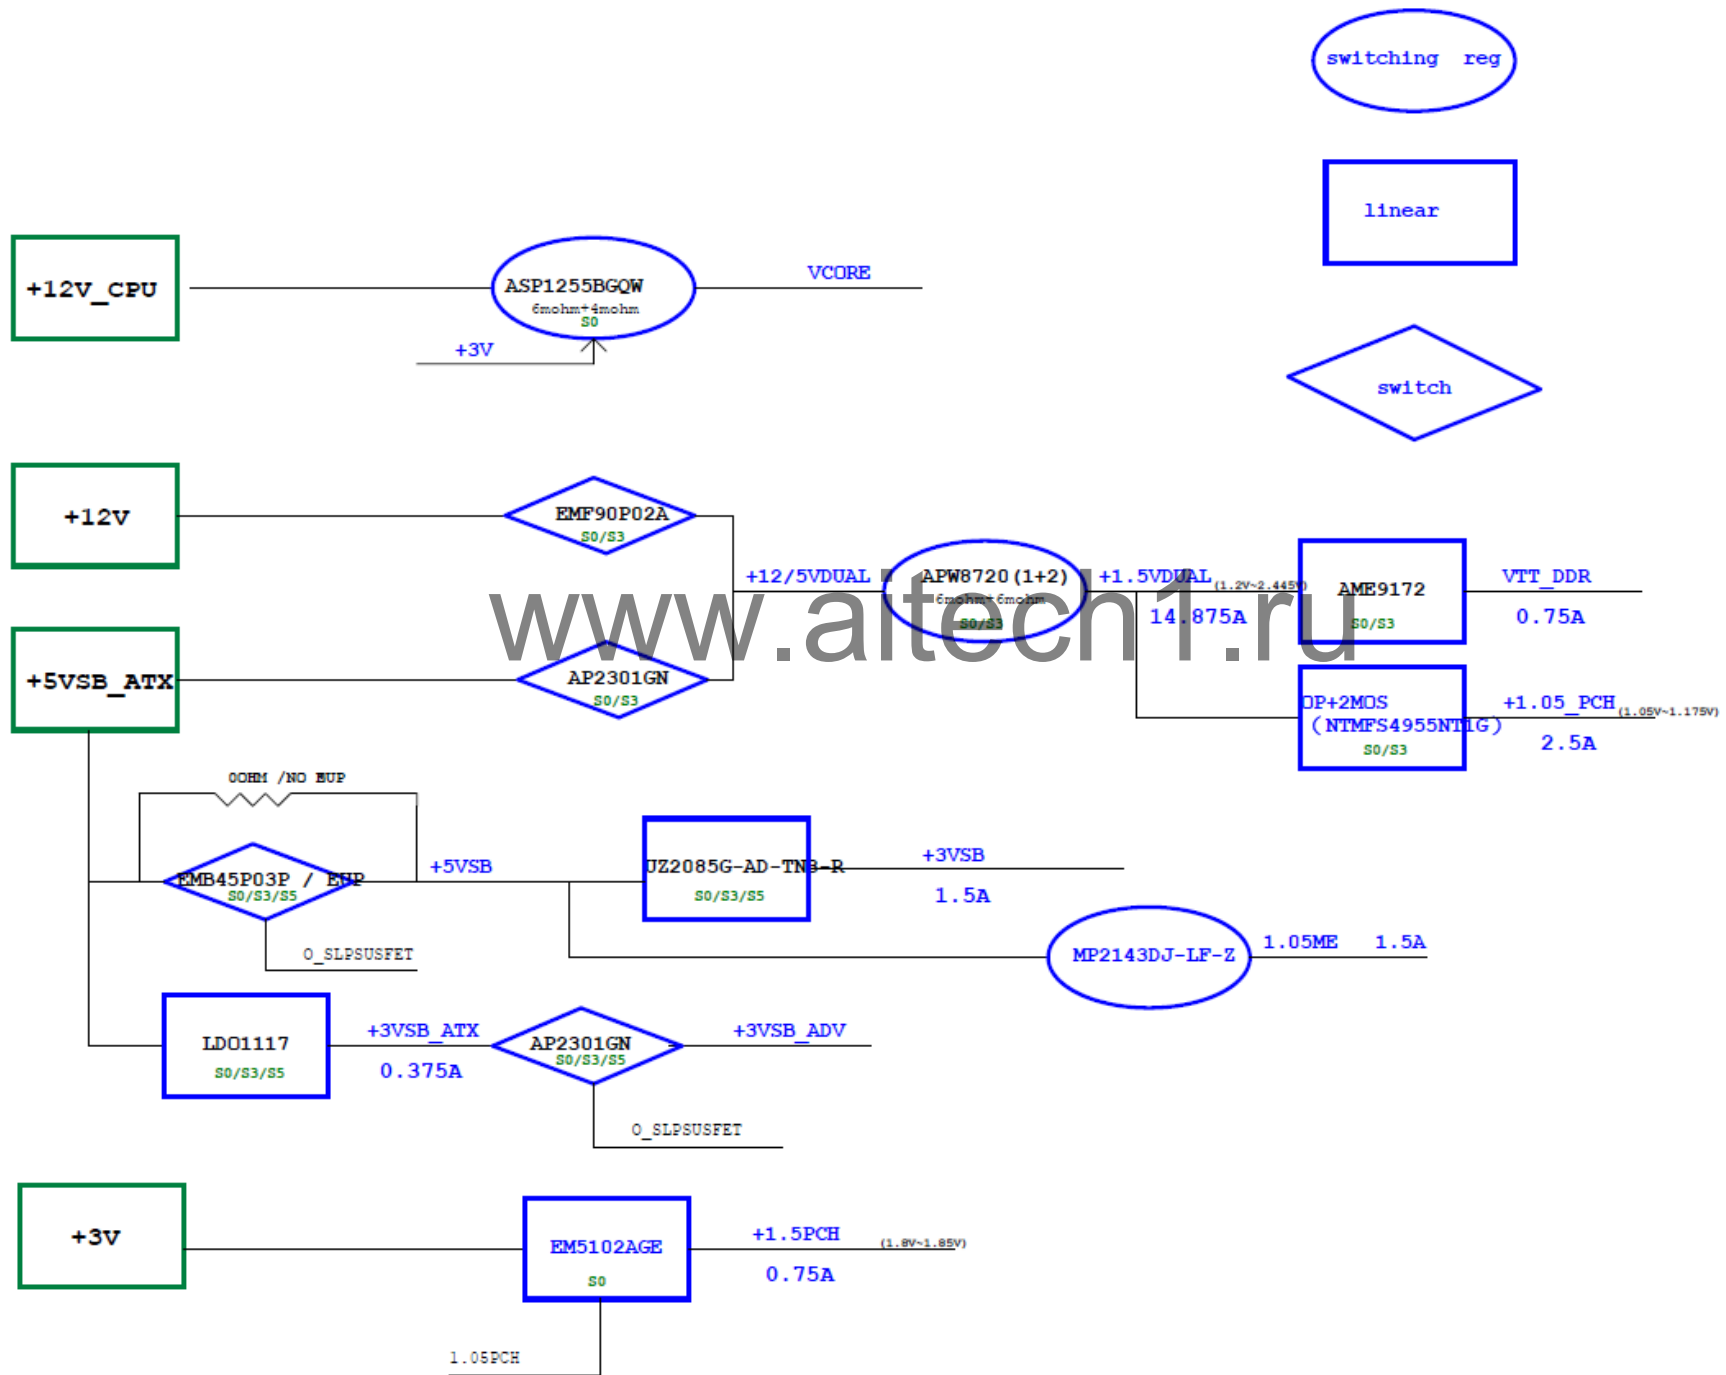 switching reg
linear
switch
+12V_CPU
ASP1255BGQW
6mohm+4mohm
S0
VCORE
+3V
+12V
EMF90P02A
S0/S3
+12/5VDUAL
APW8720(1+2)
6mohm+6mohm
S0/S3
+1.5VDUAL
(1.2V~2.445V)
14.875A
AME9172
S0/S3
VTT_DDR
0.75A
www.aitech1.ru
+5VSB_ATX
AP2301GN
S0/S3
OP+2MOS
(NTMFS4955NT1G)
S0/S3
+1.05_PCH
(1.05V~1.175V)
2.5A
0OHM /NO EUP
EMB45P03P / EUP
S0/S3/S5
+5VSB
O_SLPSUSFET
UZ2085G-AD-TN3-R
S0/S3/S5
+3VSB
1.5A
MP2143DJ-LF-Z
1.05ME 1.5A
LDO1117
S0/S3/S5
+3VSB_ATX
0.375A
AP2301GN
S0/S3/S5
+3VSB_ADV
O_SLPSUSFET
+3V
EM5102AGE
S0
+1.5PCH
(1.8V~1.85V)
0.75A
1.05PCH